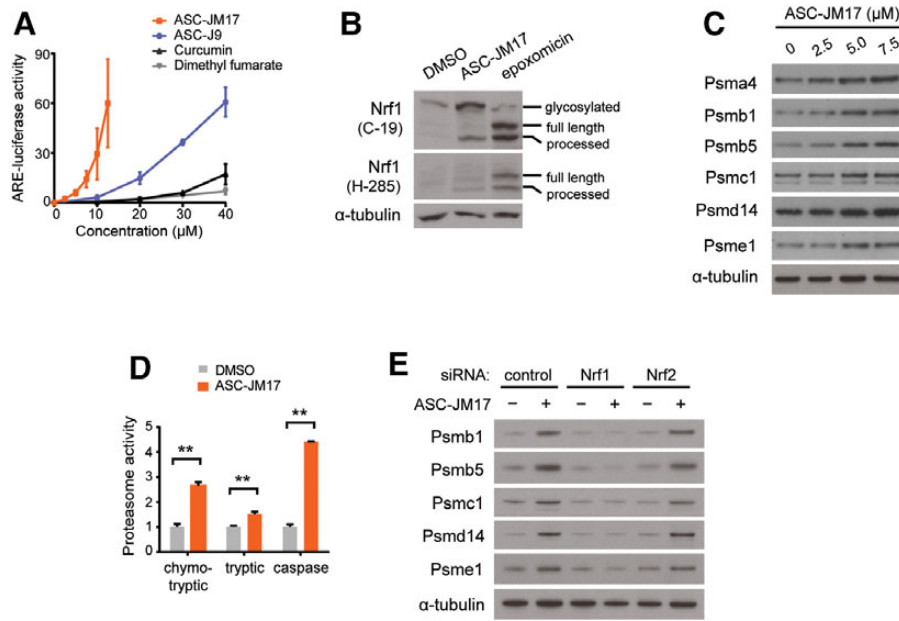 A
ASC-JM17
ASC-J9
Curcumin
Dimethyl fumarate
ARE-luciferase activity
90
60
30
0
0 10 20 30 40
Concentration (µM)
B
DMSO
ASC-JM17
epoxomicin
Nrf1
(C-19)
glycosylated
full length
processed
Nrf1
(H-285)
full length
processed
α-tubulin
C
ASC-JM17 (µM)
0 2.5 5.0 7.5
Psma4
Psmb1
Psmb5
Psmc1
Psmd14
Psme1
α-tubulin
D
DMSO
ASC-JM17
Proteasome activity
5
4
3
2
1
0
** ** **
chymo-
tryptic
tryptic
caspase
E
siRNA: control Nrf1 Nrf2
ASC-JM17 – + – + – +
Psmb1
Psmb5
Psmc1
Psmd14
Psme1
α-tubulin